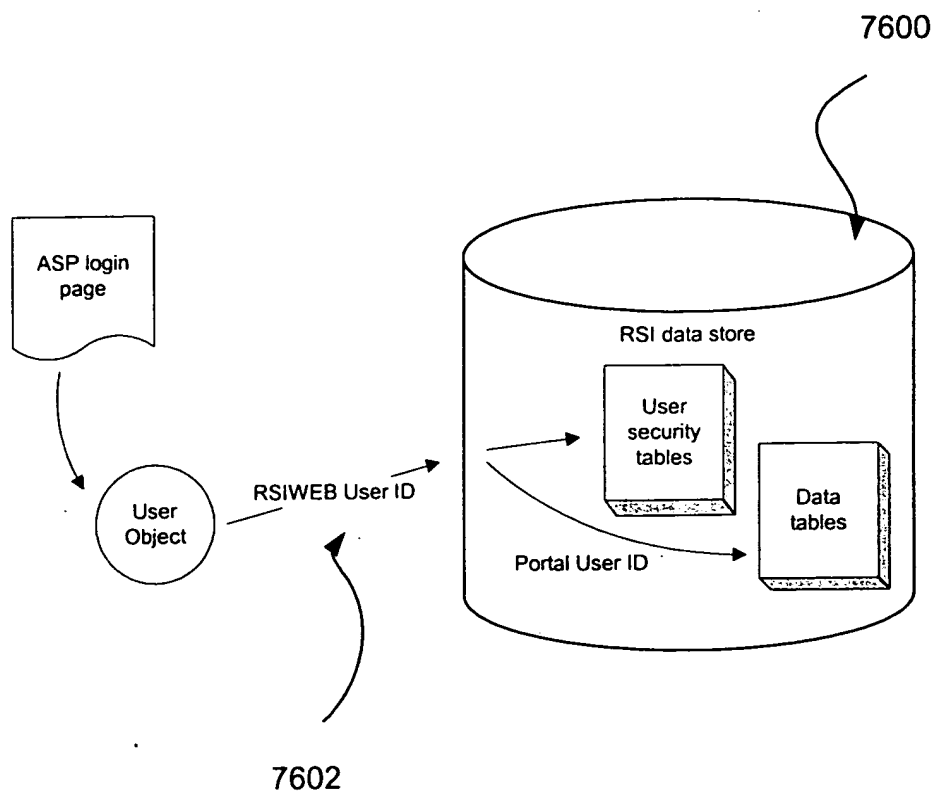 7600
ASP login
page
RSI data store
User
security
tables
RSIWEB User ID
User
Object
Data
tables
Portal User ID
7602